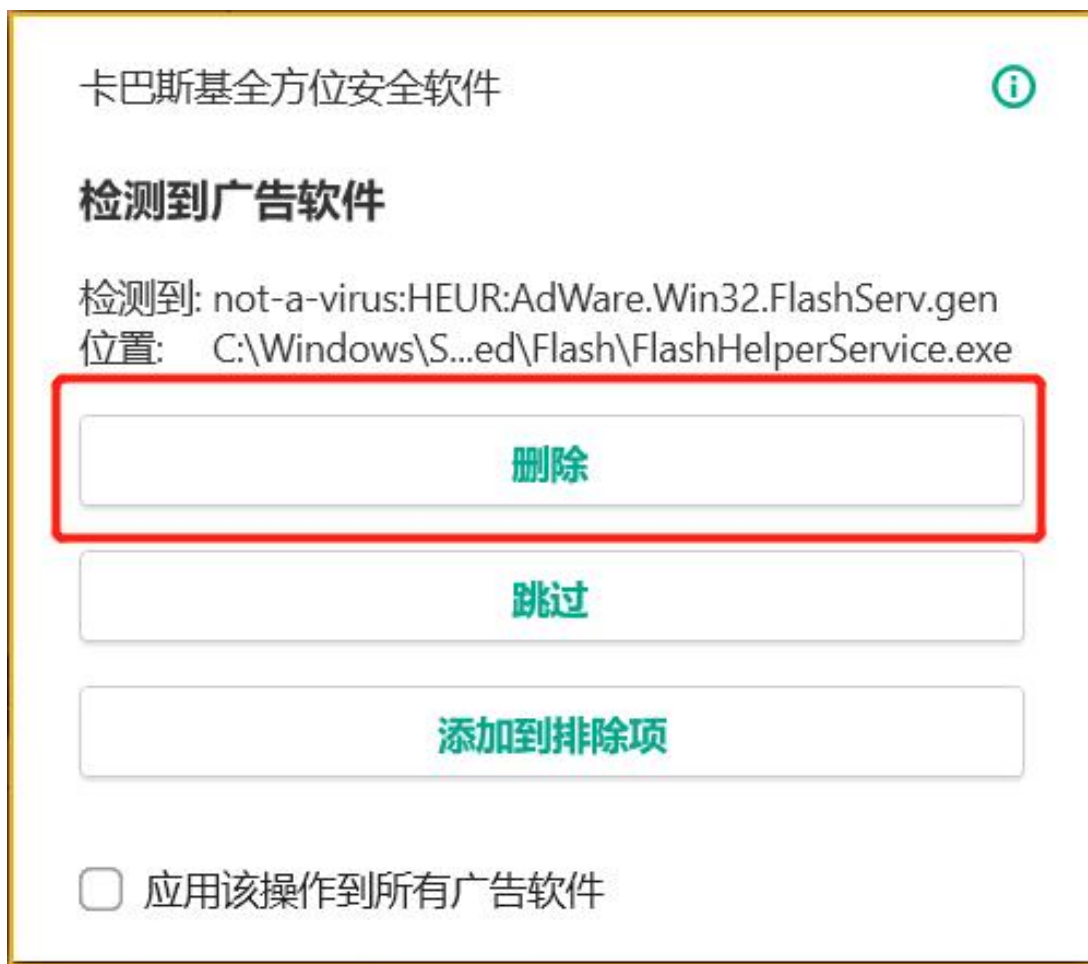 卡巴斯基全方位安全软件
检测到广告软件
检测到: not-a-virus:HEUR:AdWare.Win32.FlashServ.gen
位置: C:\Windows\S...ed\Flash\FlashHelperService.exe
删除
跳过
添加到排除项
应用该操作到所有广告软件